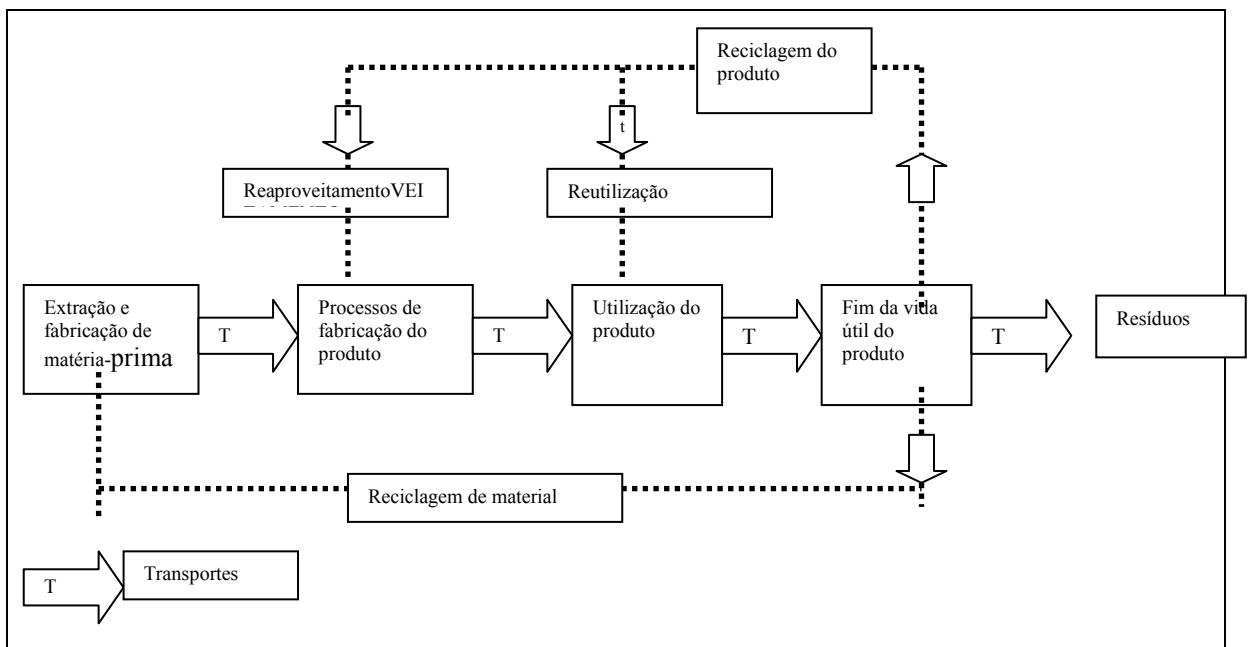 Reciclagem do
produto
t
ReaproveitamentoVEI
Reutilização
Extração e
fabricação de
matéria-prima
T
Processos de
fabricação do
produto
T
Utilização do
produto
T
Fim da vida
útil do
produto
T
Resíduos
Reciclagem de material
T
Transportes